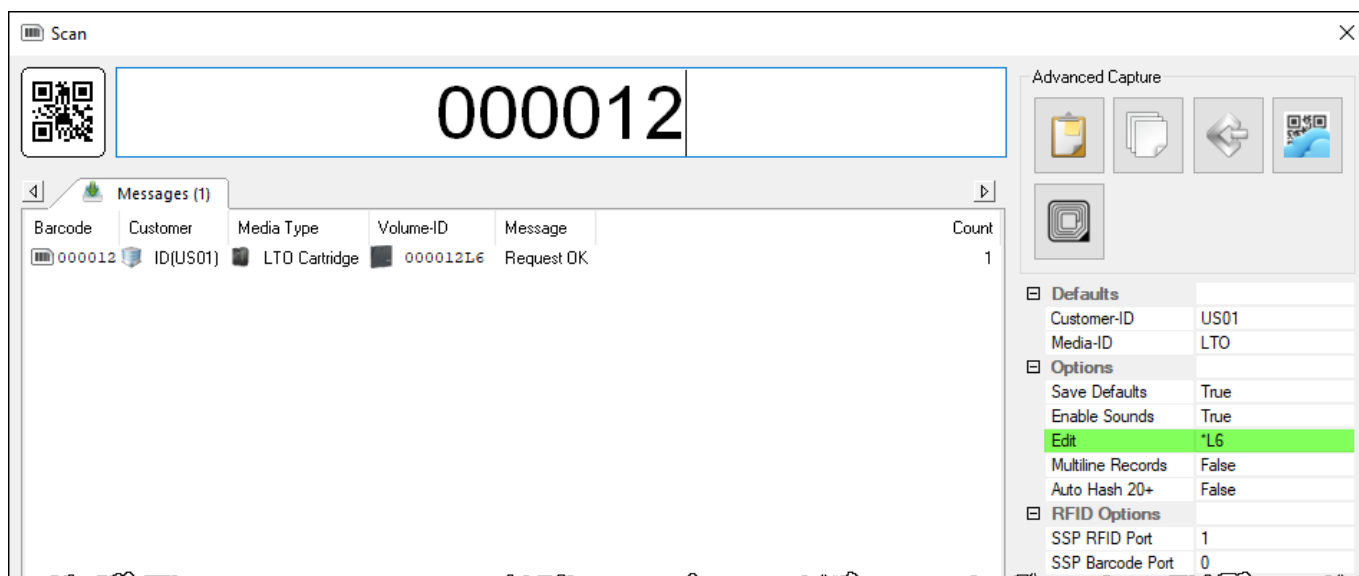 Scan
000012
Advanced Capture
Messages (1)
Barcode Customer Media Type Volume-ID Message Count
000012 ID(US01) LTO Cartridge 000012L6 Request OK 1
Defaults
Customer-ID US01
Media-ID LTO
Options
Save Defaults True
Enable Sounds True
Edit *L6
Multiline Records False
Auto Hash 20+ False
RFID Options
SSP RFID Port 1
SSP Barcode Port 0